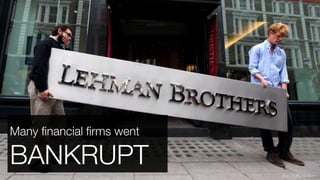 LEHMAN BROTHERS
Many financial firms went
BANKRUPT